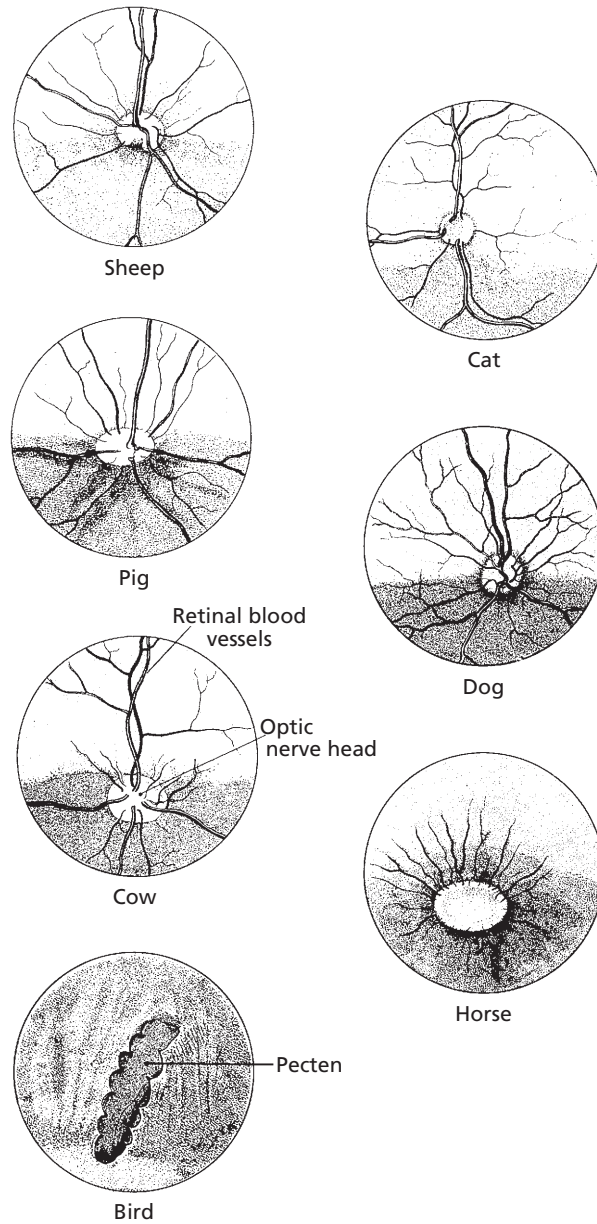 Sheep
Cat
Pig
Dog
Retinal blood
vessels
Optic
nerve head
Cow
Horse
Pecten
Bird